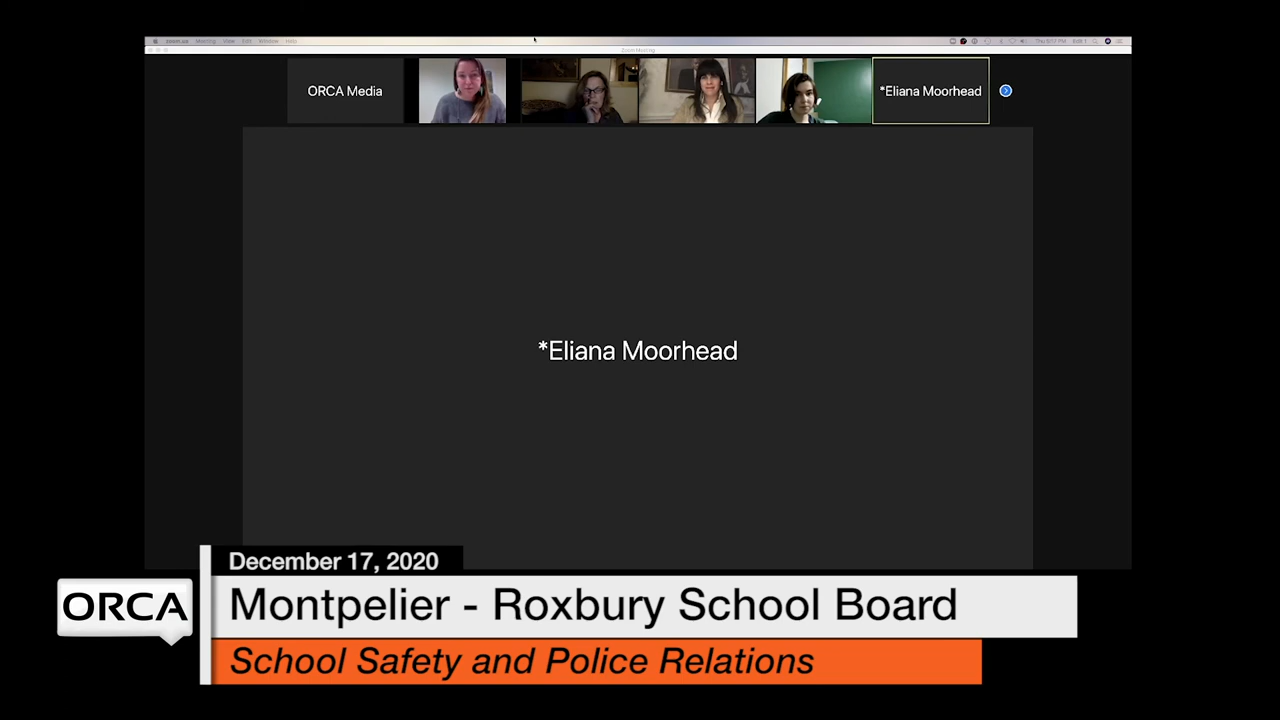 ORCA Media
*Eliana Moorhead
*Eliana Moorhead
December 17, 2020
ORCA
Montpelier - Roxbury School Board
School Safety and Police Relations